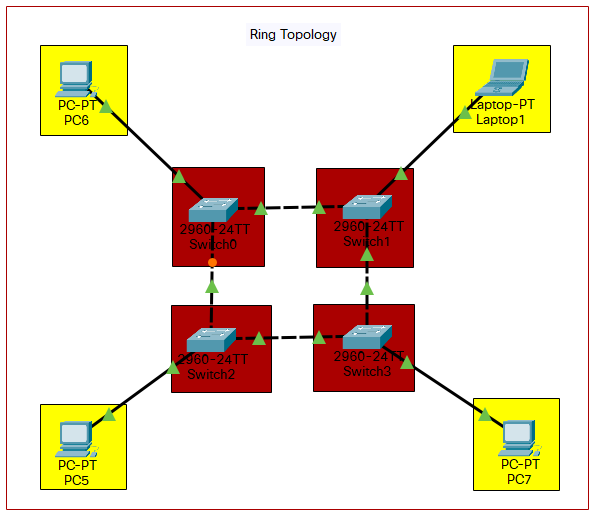 Ring Topology
PC-PT
PC6
Laptop-PT
Laptop1
2960-24TT
Switch0
2960-24TT
Switch1
2960-24TT
Switch2
2960-24TT
Switch3
PC-PT
PC5
PC-PT
PC7